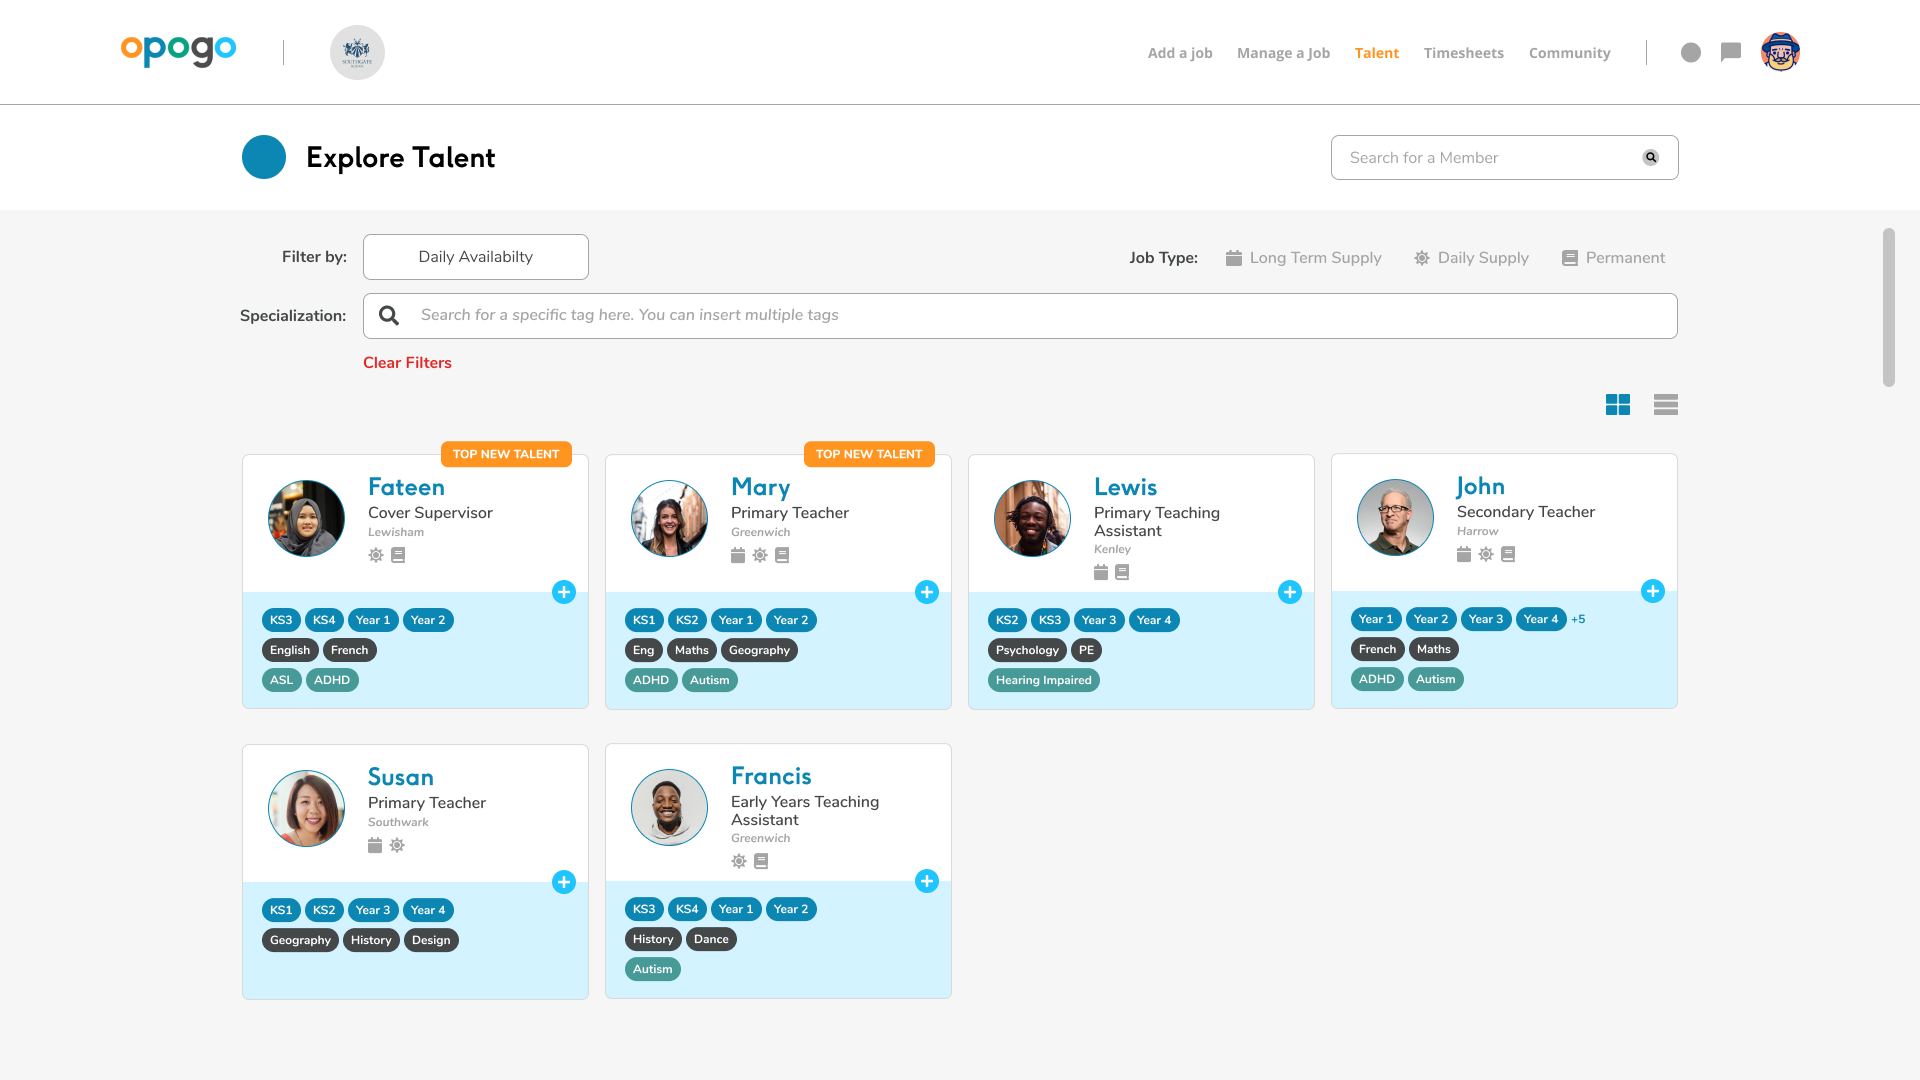 opogo
SOUTHGATE
Add a job Manage a Job Talent Timesheets Community
Explore Talent
Search for a Member
Filter by: Daily Availabilty
Job Type: Long Term Supply Daily Supply Permanent
Specialization: Search for a specific tag here. You can insert multiple tags
Clear Filters
TOP NEW TALENT
Fateen
Cover Supervisor
Lewisham
KS3 KS4 Year 1 Year 2
English French
ASL ADHD
TOP NEW TALENT
Mary
Primary Teacher
Greenwich
KS1 KS2 Year 1 Year 2
Eng Maths Geography
ADHD Autism
Lewis
Primary Teaching
Assistant
Kenley
KS2 KS3 Year 3 Year 4
Psychology PE
Hearing Impaired
John
Secondary Teacher
Harrow
Year 1 Year 2 Year 3 Year 4 +5
French Maths
ADHD Autism
Susan
Primary Teacher
Southwark
KS1 KS2 Year 3 Year 4
Geography History Design
Francis
Early Years Teaching
Assistant
Greenwich
KS3 KS4 Year 1 Year 2
History Dance
Autism